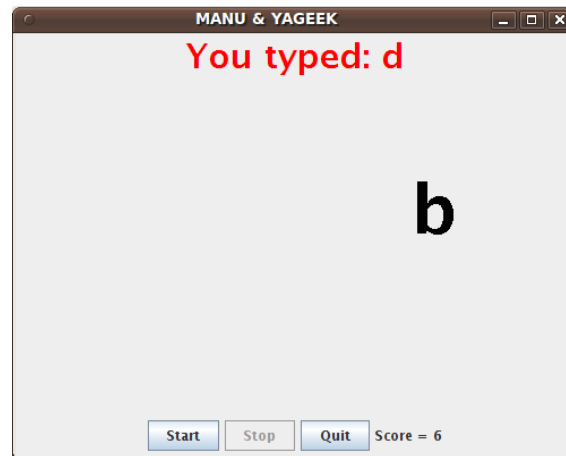 MANU & YAGEEK
You typed: d
b
Start Stop Quit Score = 6